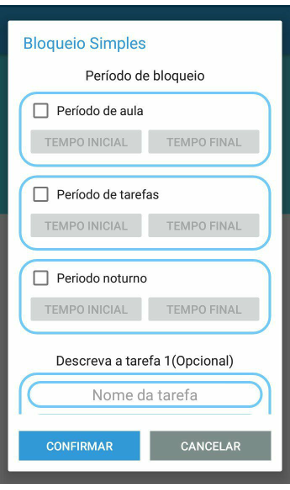 Bloqueio Simples
Período de bloqueio
Período de aula
TEMPO INICIAL TEMPO FINAL
Período de tarefas
TEMPO INICIAL TEMPO FINAL
Periodo noturno
TEMPO INICIAL TEMPO FINAL
Descreva a tarefa 1(Opcional)
Nome da tarefa
CONFIRMAR CANCELAR